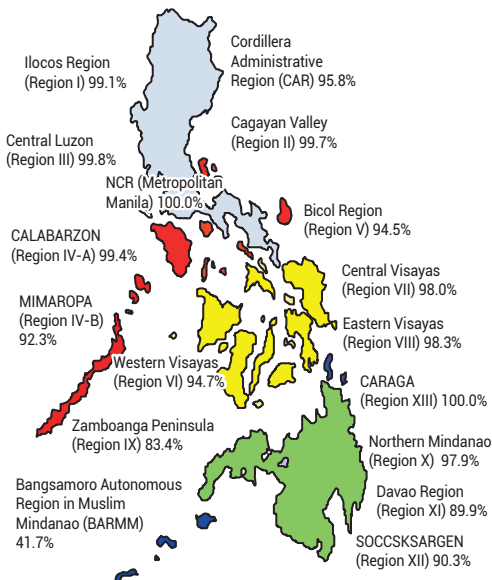 Ilocos Region
(Region I) 99.1%
Cordillera
Administrative
Region (CAR) 95.8%
Cagayan Valley
(Region II) 99.7%
Central Luzon
(Region III) 99.8%
NCR (Metropolitan
Manila) 100.0%
Bicol Region
(Region V) 94.5%
CALABARZON
(Region IV-A) 99.4%
Central Visayas
(Region VII) 98.0%
MIMAROPA
(Region IV-B)
92.3%
Eastern Visayas
(Region VIII) 98.3%
Western Visayas
(Region VI) 94.7%
CARAGA
(Region XIII) 100.0%
Zamboanga Peninsula
(Region IX) 83.4%
Northern Mindanao
(Region X) 97.9%
Bangsamoro Autonomous
Region in Muslim
Mindanao (BARMM)
41.7%
Davao Region
(Region XI) 89.9%
SOCCSKSARGEN
(Region XII) 90.3%